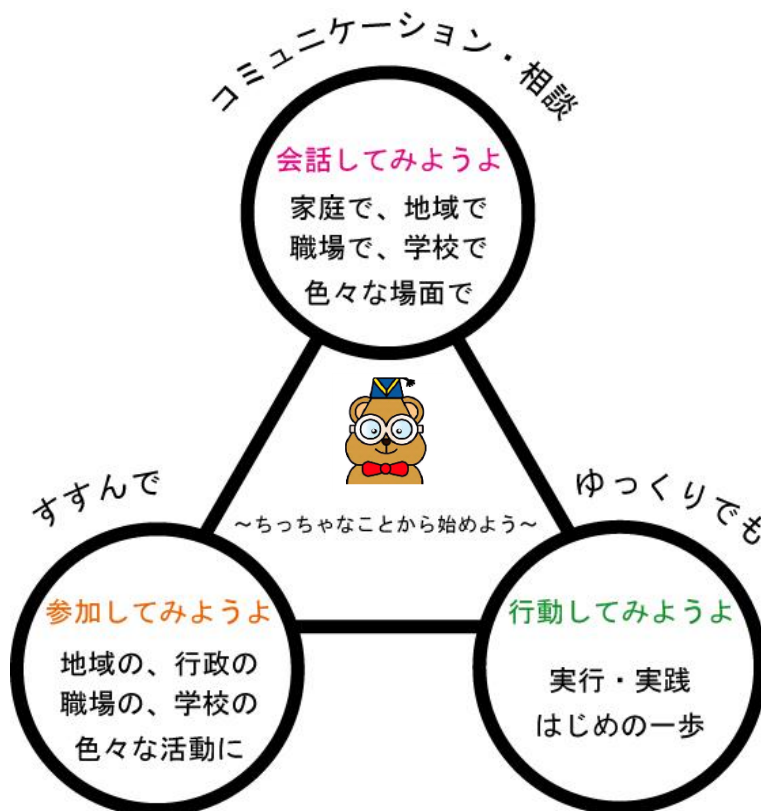 コミュニケーション・相談
会話してみようよ
家庭で、地域で
職場で、学校で
色々な場面で
〜ちっちゃなことから始めよう〜
すすんで
参加してみようよ
地域の、行政の
職場の、学校の
色々な活動に
ゆっくりでも
行動してみようよ
実行・実践
はじめの一歩